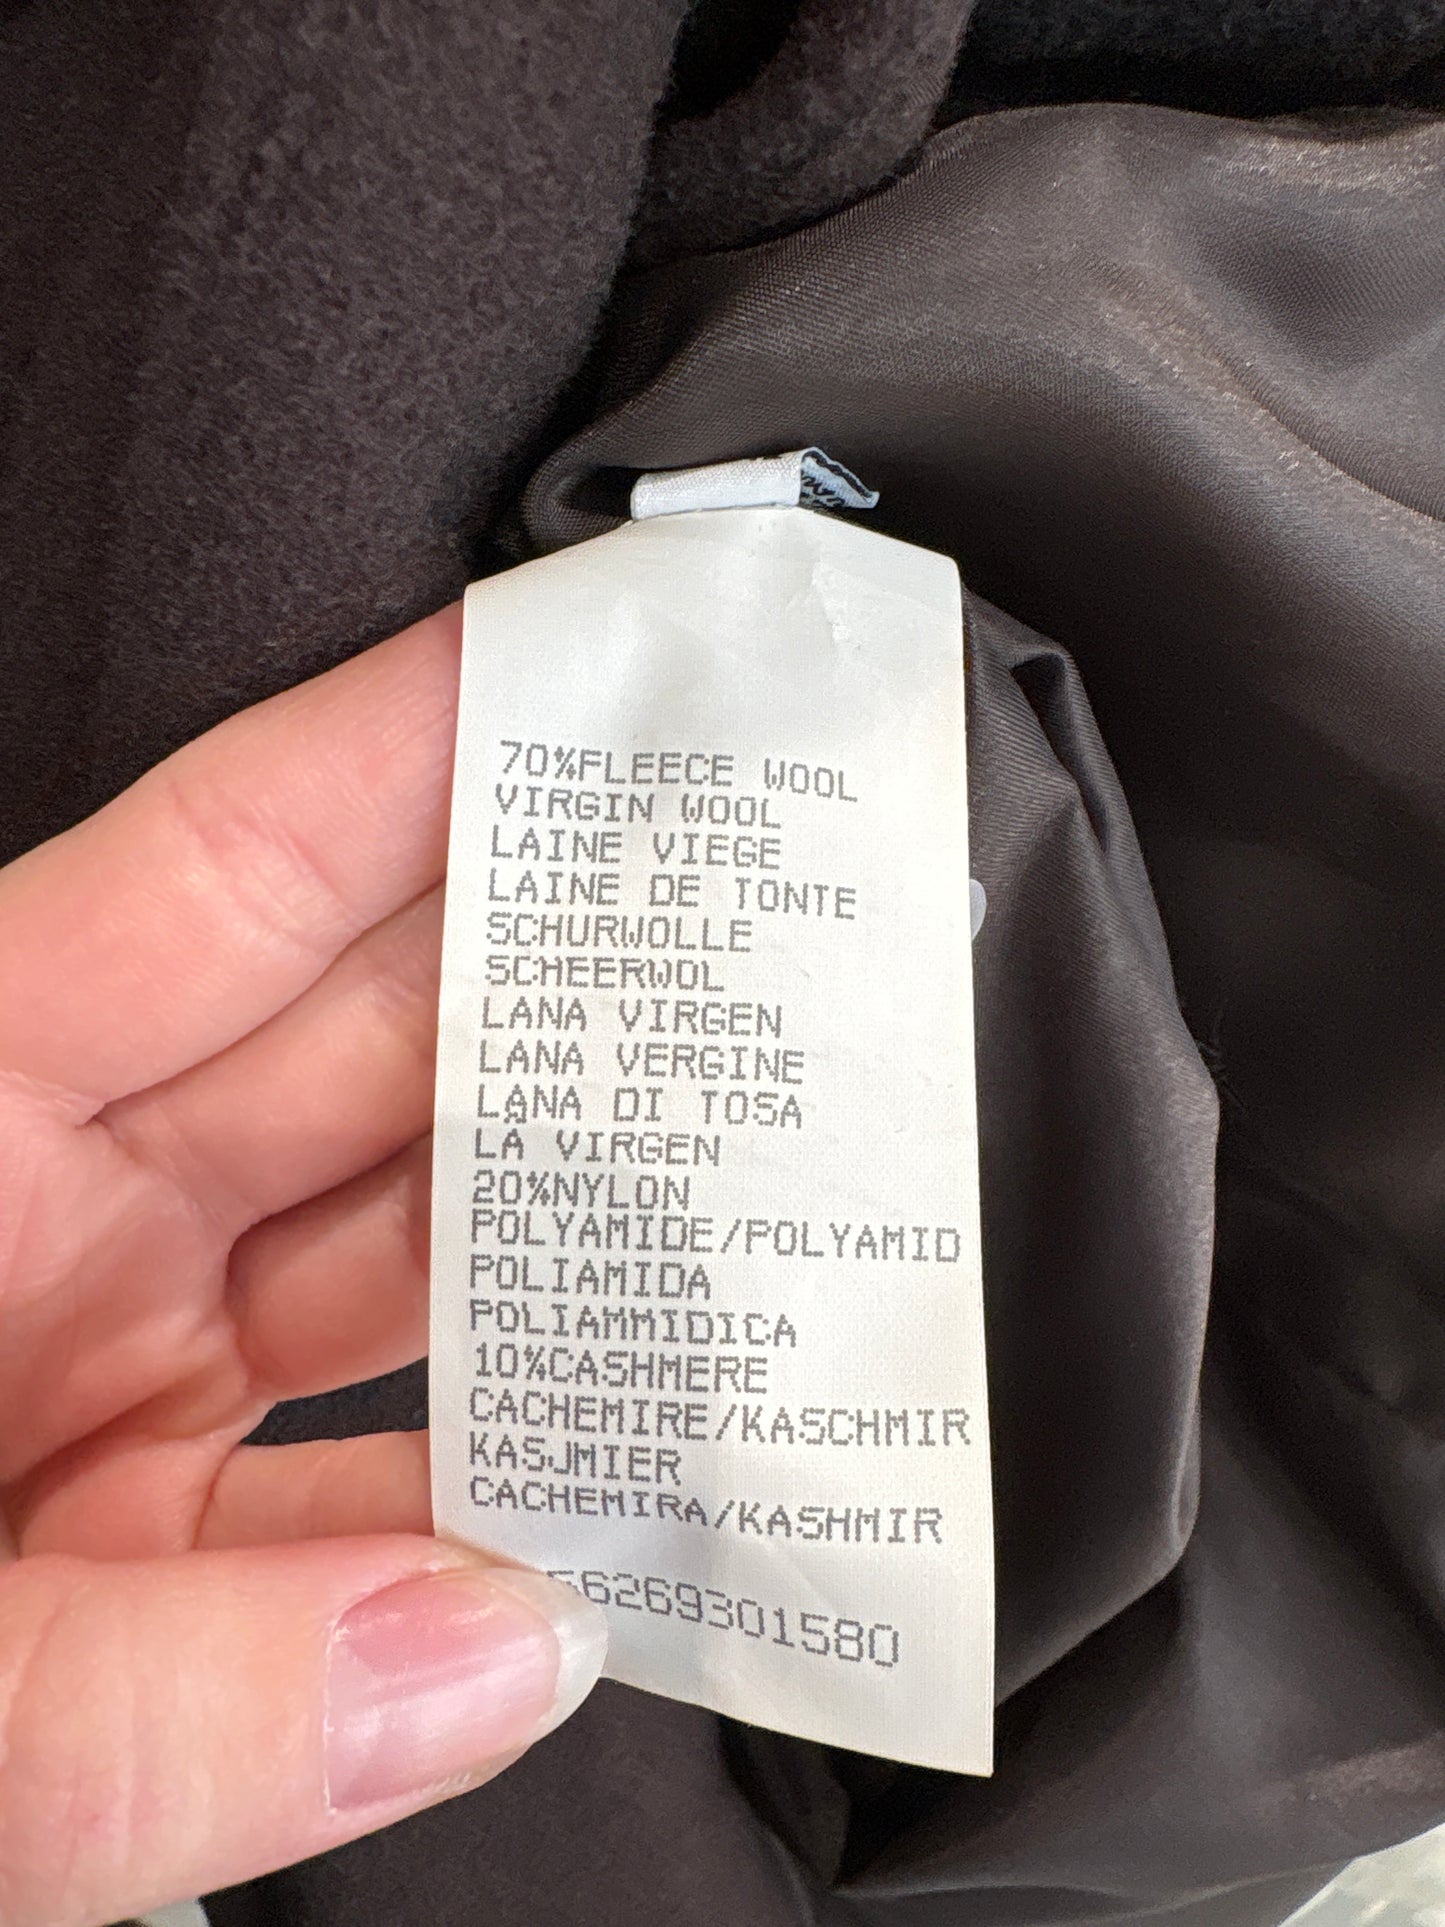 70%FLEECE WOOL
VIRGIN WOOL
LAINE VIEGE
LAINE DE TONTE
SCHURWOLLE
SCHEERWOL
LANA VIRGEN
LANA VERGINE
LANA DI TOSA
LÃ VIRGEN
20%NYLON
POLYAMIDE/POLYAMID
POLIAMIDA
POLIAMMIDICA
10%CASHMERE
CACHEMIRE/KASCHMIR
KASJMIER
CACHEMIRA/KASHMIR
56269301580